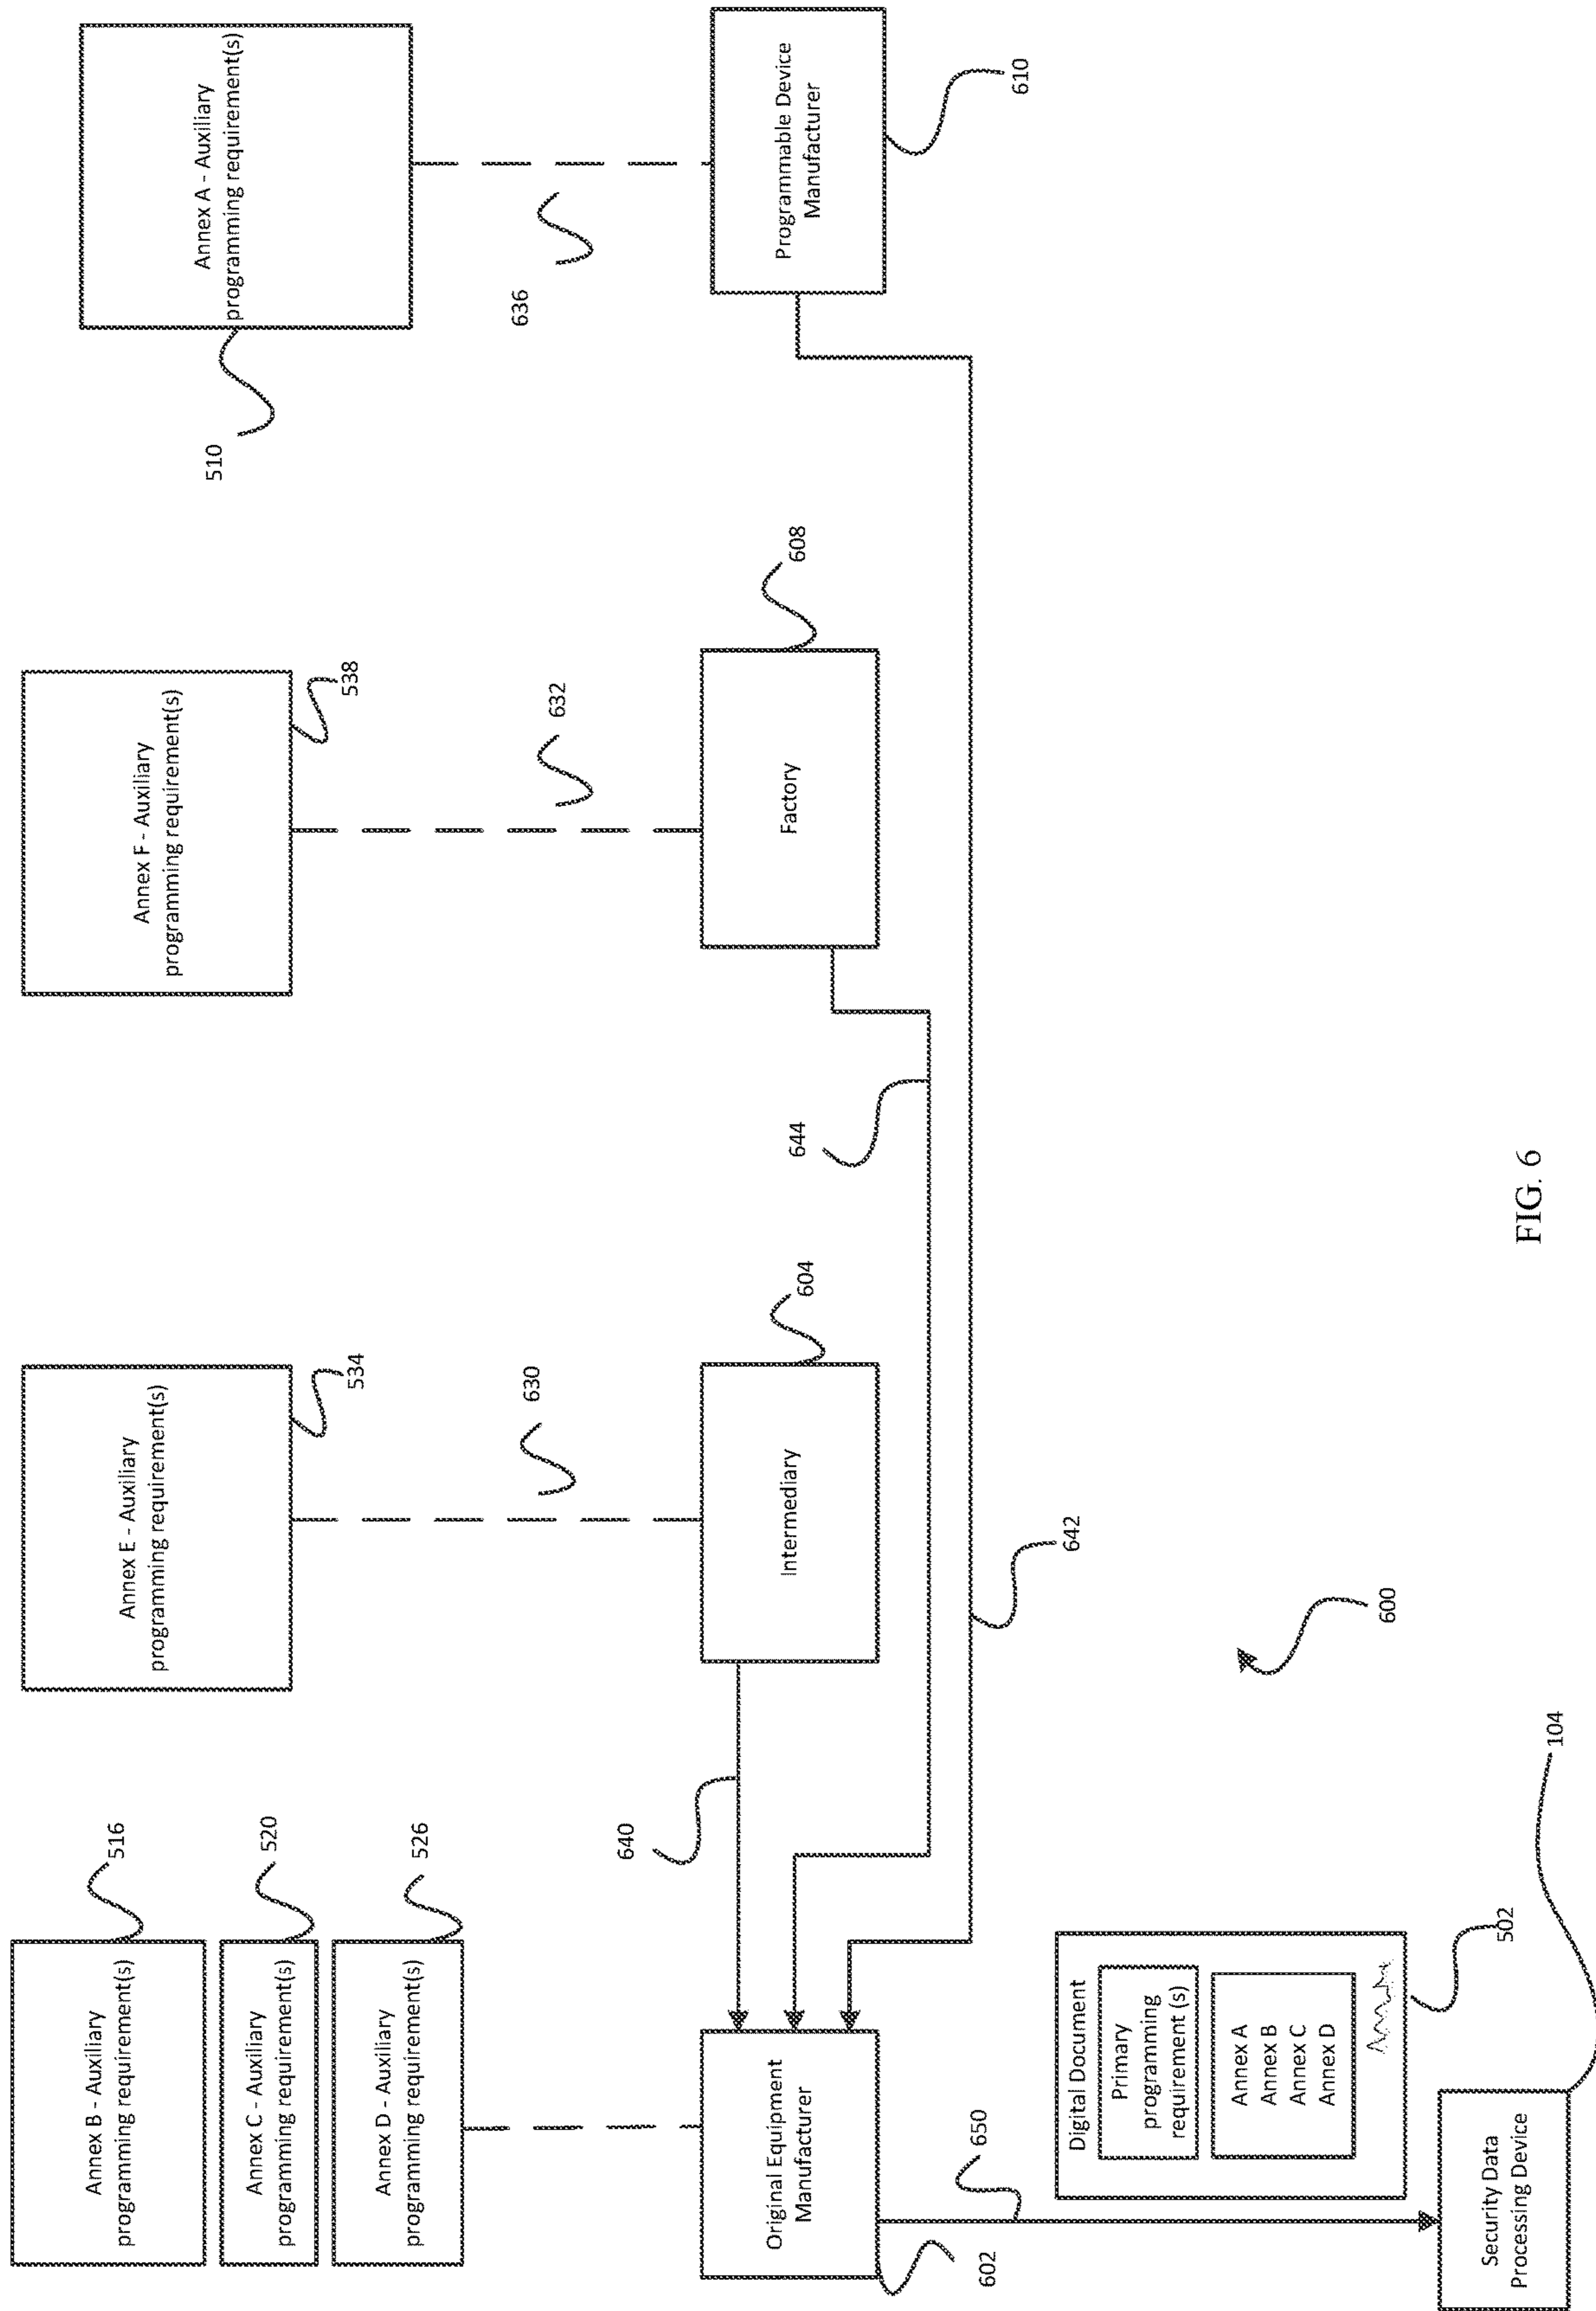 Annex B - Auxiliary
programming requirement(s)
516
Annex C - Auxiliary
programming requirement(s)
520
Annex D - Auxiliary
programming requirement(s)
526
Annex E - Auxiliary
programming requirement(s)
534
Annex F - Auxiliary
programming requirement(s)
538
Annex A - Auxiliary
programming requirement(s)
510
630
632
636
Original Equipment
Manufacturer
602
640
Intermediary
604
Factory
608
Programmable Device
Manufacturer
610
644
642
650
Digital Document
Primary
programming
requirement (s)
Annex A
Annex B
Annex C
Annex D
502
600
Security Data
Processing Device
104
FIG. 6